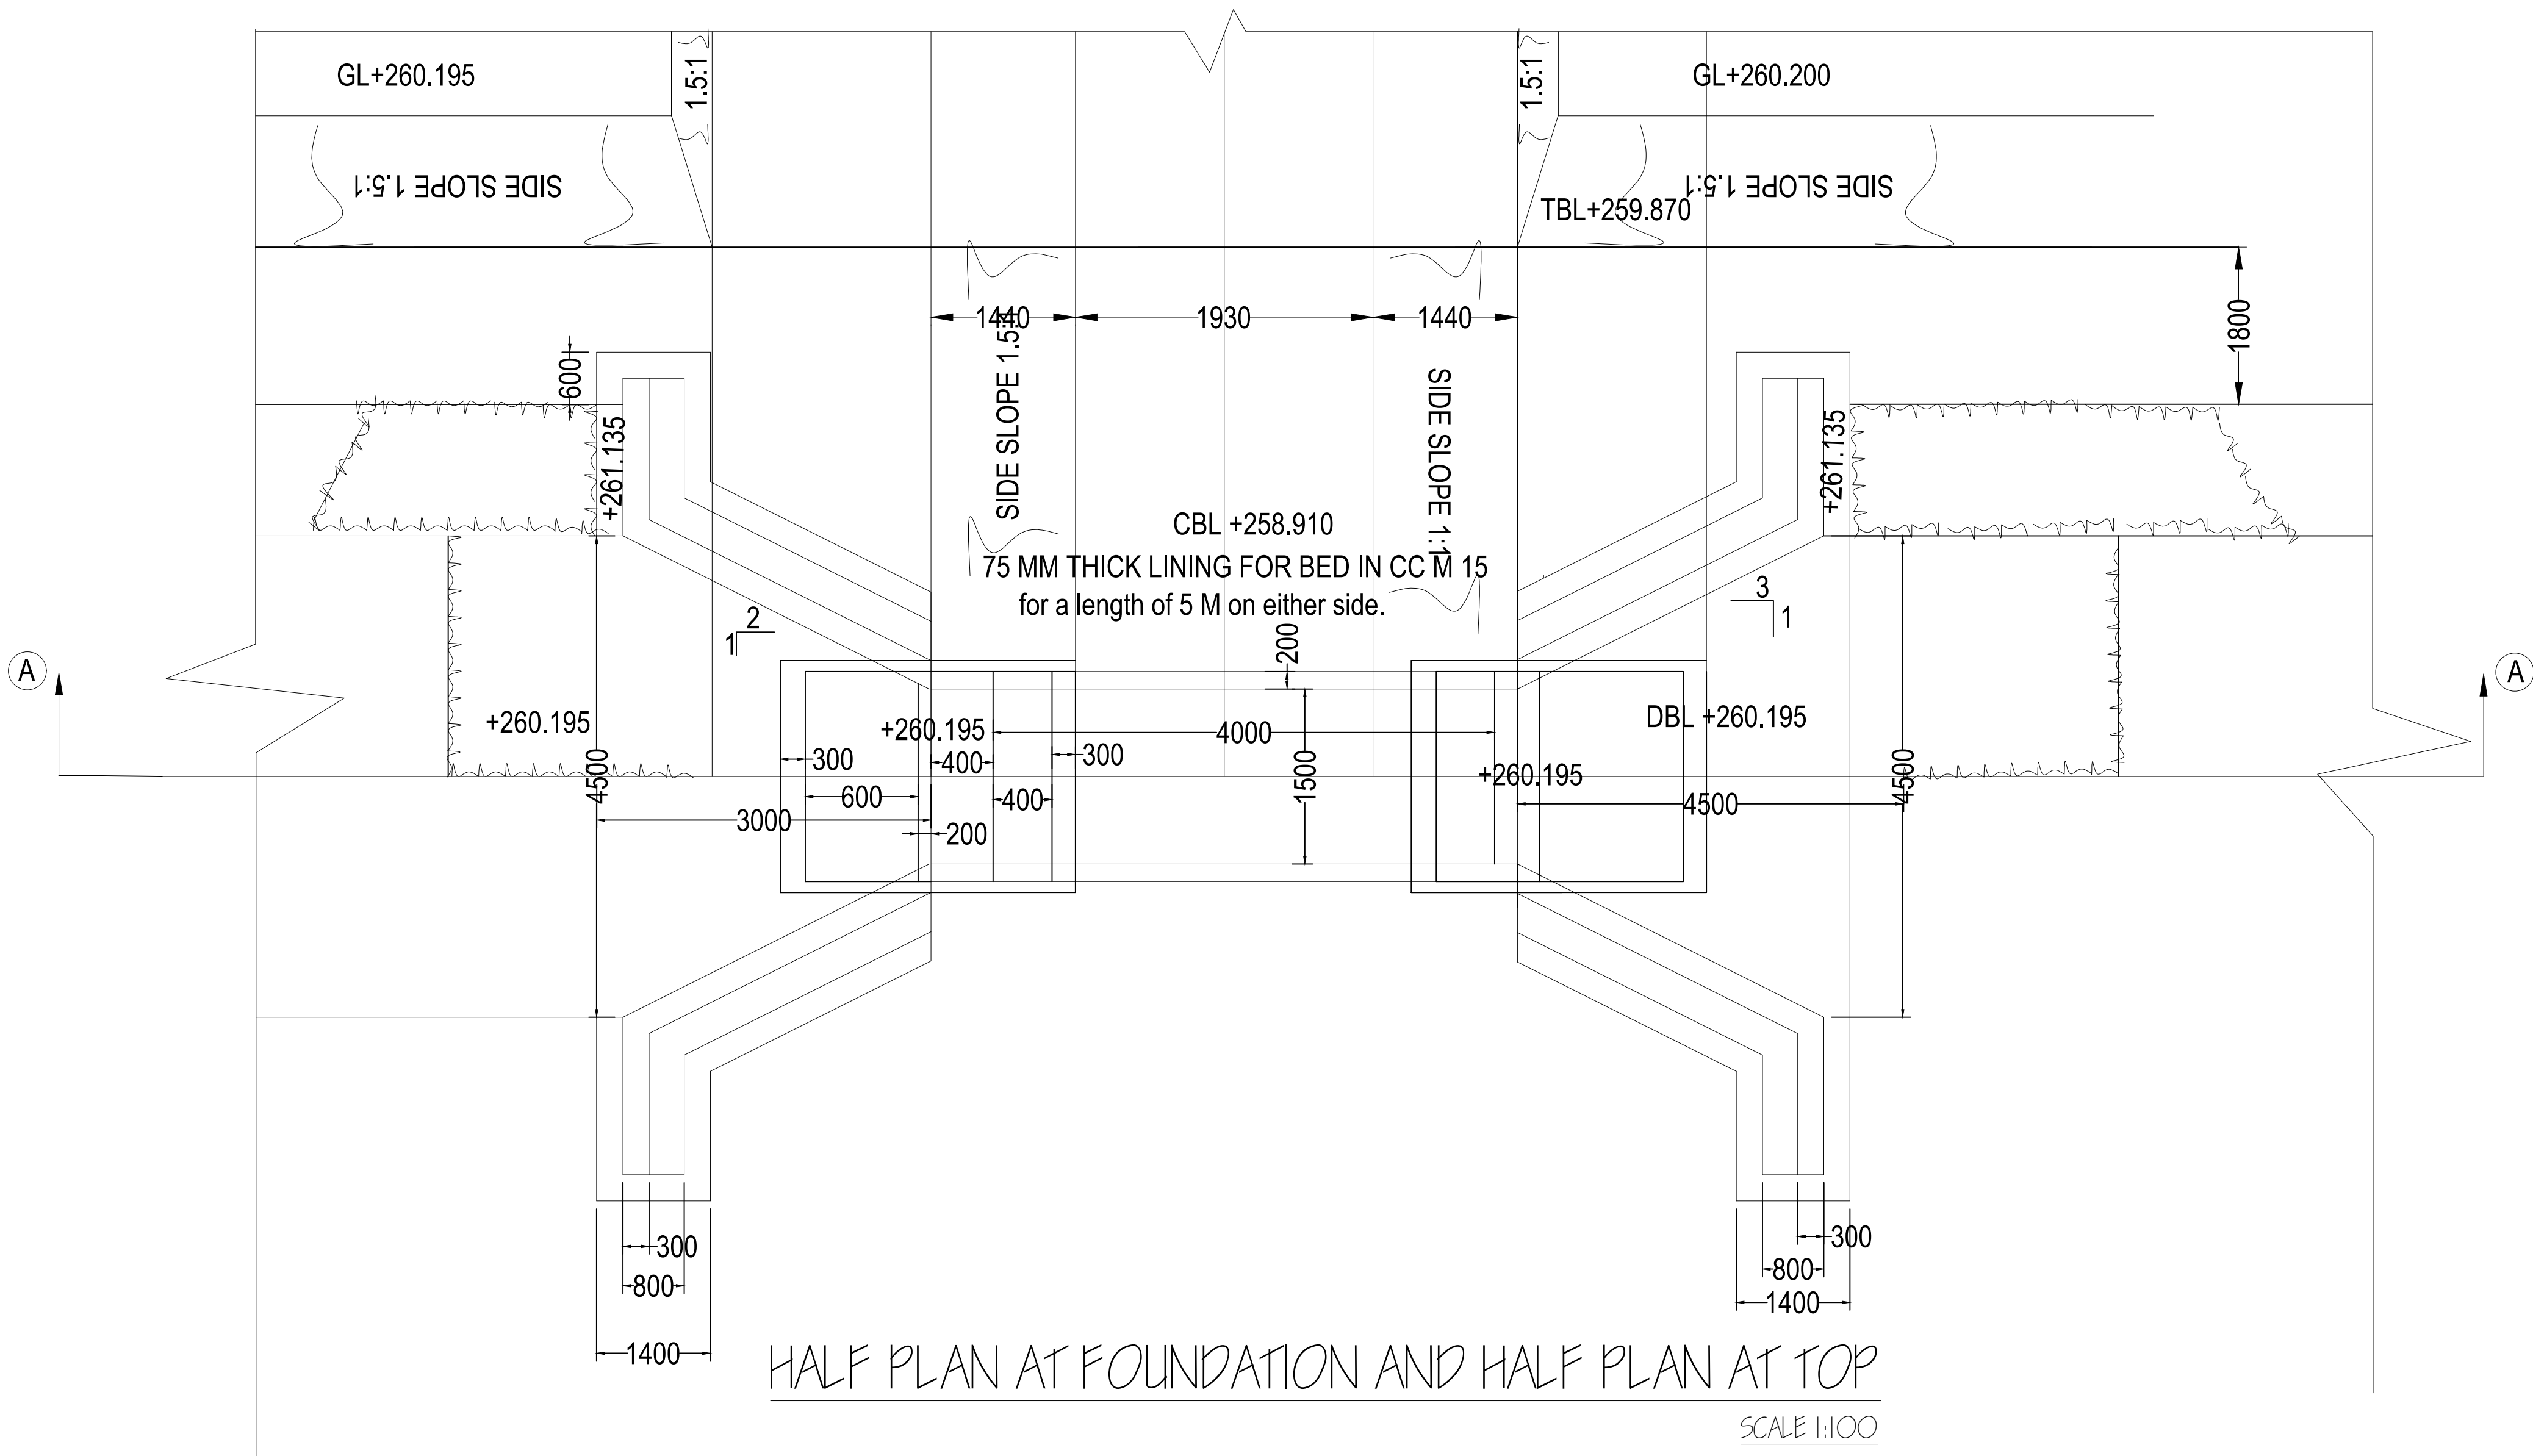 GL+260.195
1.5:1
1.5:1
GL+260.200
SIDE SLOPE 1.5:1
SIDE SLOPE 1.5:1
TBL+259.870
1440
1930
1440
1800
SIDE SLOPE 1.5:1
SIDE SLOPE 1:1
600
+261.135
+261.135
CBL +258.910
75 MM THICK LINING FOR BED IN CC M 15
for a length of 5 M on either side.
2
1
3
1
200
A
A
+260.195
+260.195
4000
DBL +260.195
300
400
300
4500
1500
+260.195
4500
600
400
4500
3000
200
300
800
1400
300
800
1400
HALF PLAN AT FOUNDATION AND HALF PLAN AT TOP
SCALE 1:100